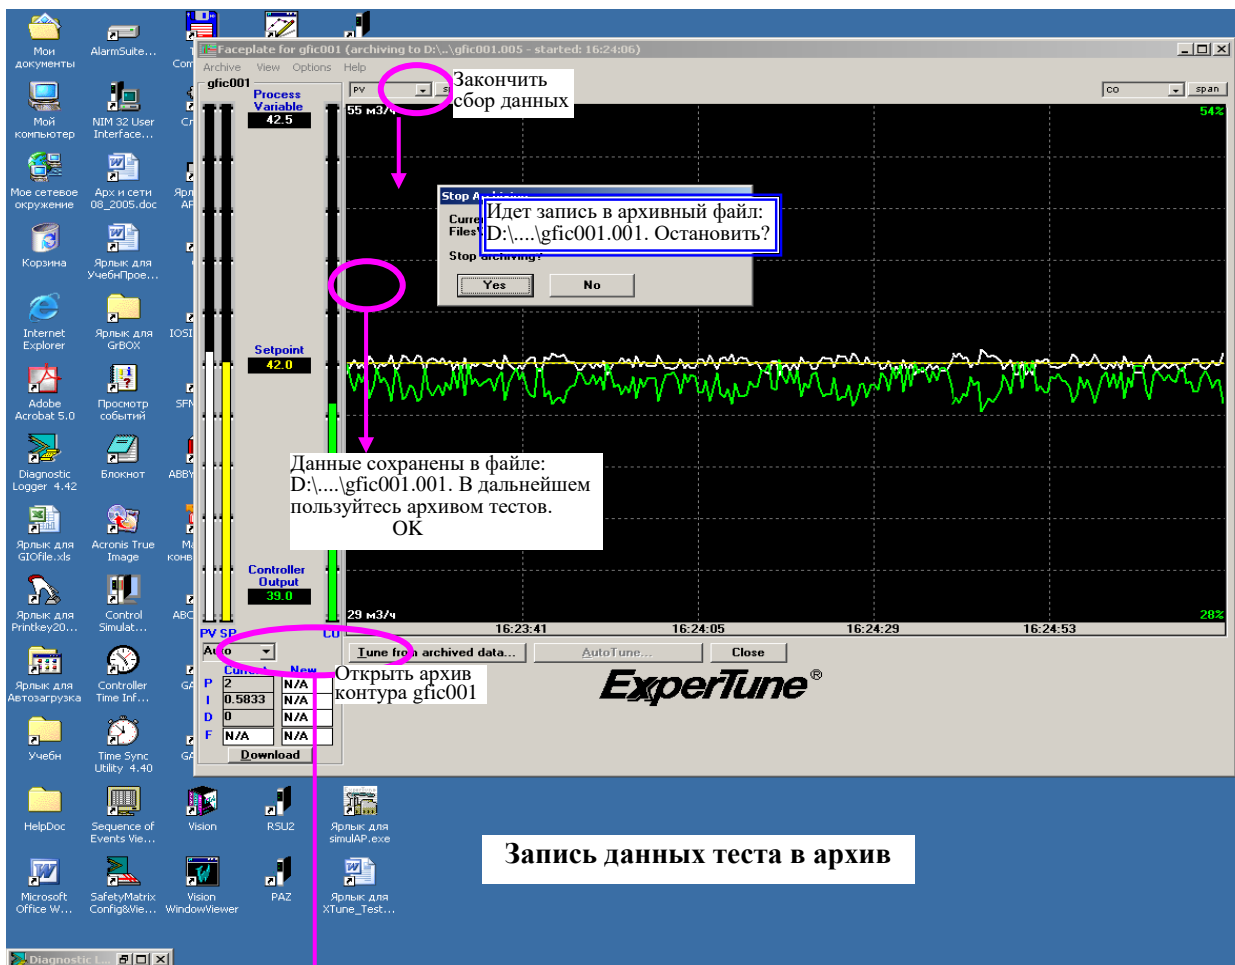 Faceplate for gfic001 (archiving to D:\..\gfic001.005 - started: 16:24:06)
Archive View Options Help
gfic001
Process
Variable
42.5
PV
CO
span
Закончить
сбор данных
55 м3/ч
54%
Stop
Идет запись в архивный файл:
D:\....\gfic001.001. Остановить?
Stop archiving?
Yes
No
Setpoint
42.0
Данные сохранены в файле:
D:\....\gfic001.001. В дальнейшем
пользуйтесь архивом тестов.
OK
Controller
Output
39.0
29 м3/ч
28%
16:23:41
16:24:05
16:24:29
16:24:53
PV SP
CO
Auto
Tune from archived data...
AutoTune...
Close
Current New
P 2 N/A
I 0.5833 N/A
D 0 N/A
F N/A N/A
Download
Открыть архив
контура gfic001
ExperTune®
Запись данных теста в архив
Мои
документы
AlarmSuite...
Мой
компьютер
NIM 32 User
Interface...
Мое сетевое
окружение
Арх и сети
08_2005.doc
Корзина
Ярлык для
УчебнПрое...
Internet
Explorer
Ярлык для
GrBOX
Adobe
Acrobat 5.0
Просмотр
событий
Diagnostic
Logger 4.42
Блокнот
Ярлык для
GIOfile.xls
Acronis True
Image
Ярлык для
Printkey20...
Control
Simulat...
Ярлык для
Автозагрузка
Controller
Time Inf...
Учебн
Time Sync
Utility 4.40
HelpDoc
Sequence of
Events Vie...
Vision
RSU2
Ярлык для
simulAP.exe
Microsoft
Office W...
SafetyMatrix
Config&Vie...
Vision
WindowViewer
PAZ
Ярлык для
XTune_Test...
Diagnostic L...